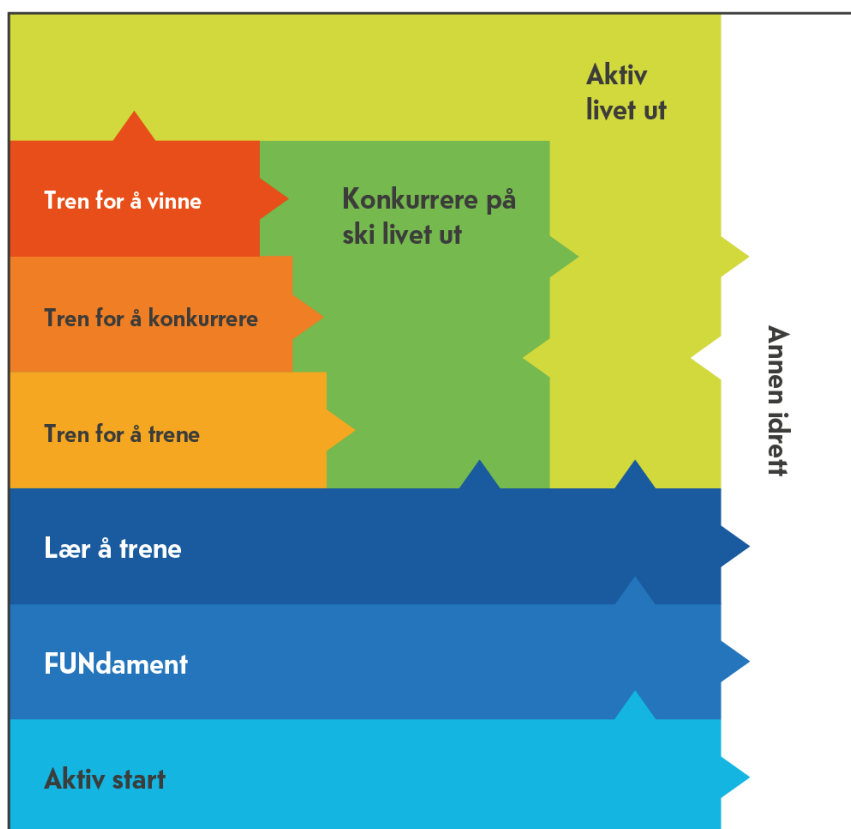 Aktiv
livet ut
Tren for å vinne
Konkurrere på
ski livet ut
Tren for å konkurrere
Annen idrett
Tren for å trene
Lær å trene
FUNdament
Aktiv start